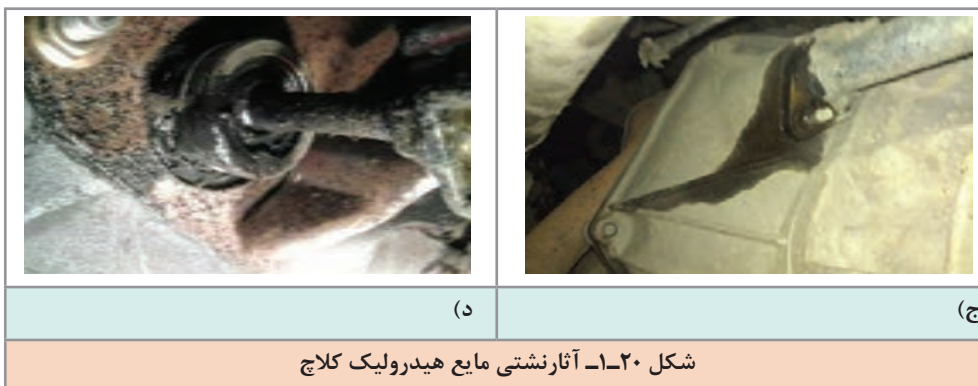 ج)
د)
شکل ۲۰ـ۱ـ آثارنشتی مایع هیدرولیک کلاچ